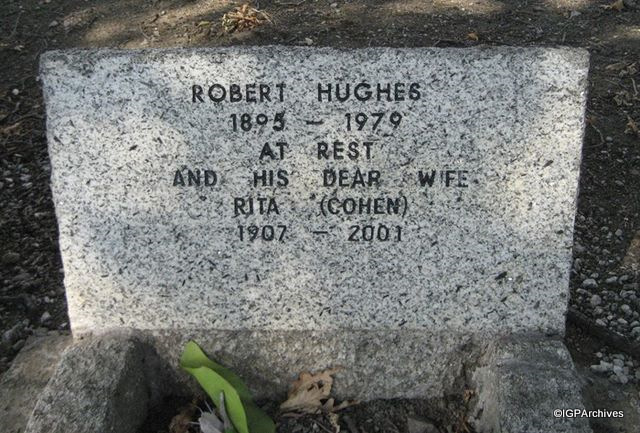 ROBERT HUGHES
1895 – 1979
AT REST
AND HIS DEAR WIFE
RITA (COHEN)
1907 – 2001
©IGPArchives